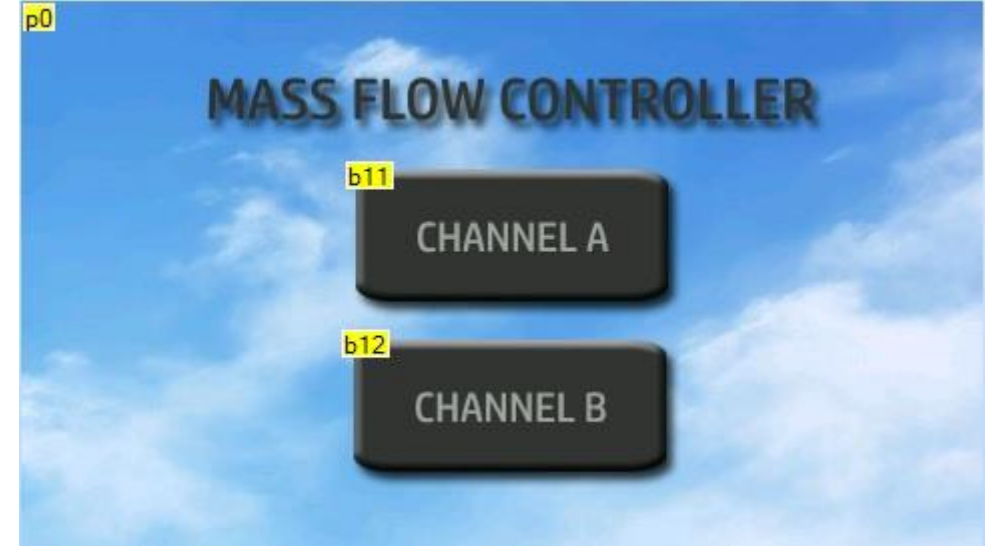 p0
MASS FLOW CONTROLLER
b11
CHANNEL A
b12
CHANNEL B